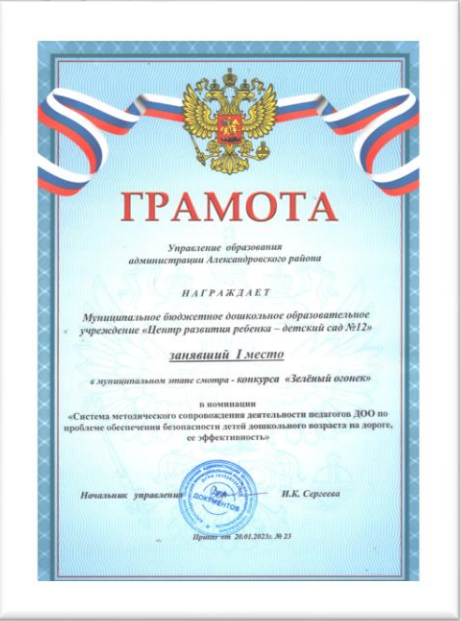 ГРАМОТА
Управление образования
администрации Александровского района
НАГРАЖДАЕТ
Муниципальное бюджетное дошкольное образовательное
учреждение «Центр развития ребенка – детский сад №12»
занявший I место
в муниципальном этапе смотра - конкурса «Зелёный огонек»
в номинации
«Система методического сопровождения деятельности педагогов ДОО по
проблеме обеспечения безопасности детей дошкольного возраста на дороге,
ее эффективность»
Начальник управления
ДОКУМЕНТОВ
И.К. Сергеева
Приказ от 20.01.2023г. № 23